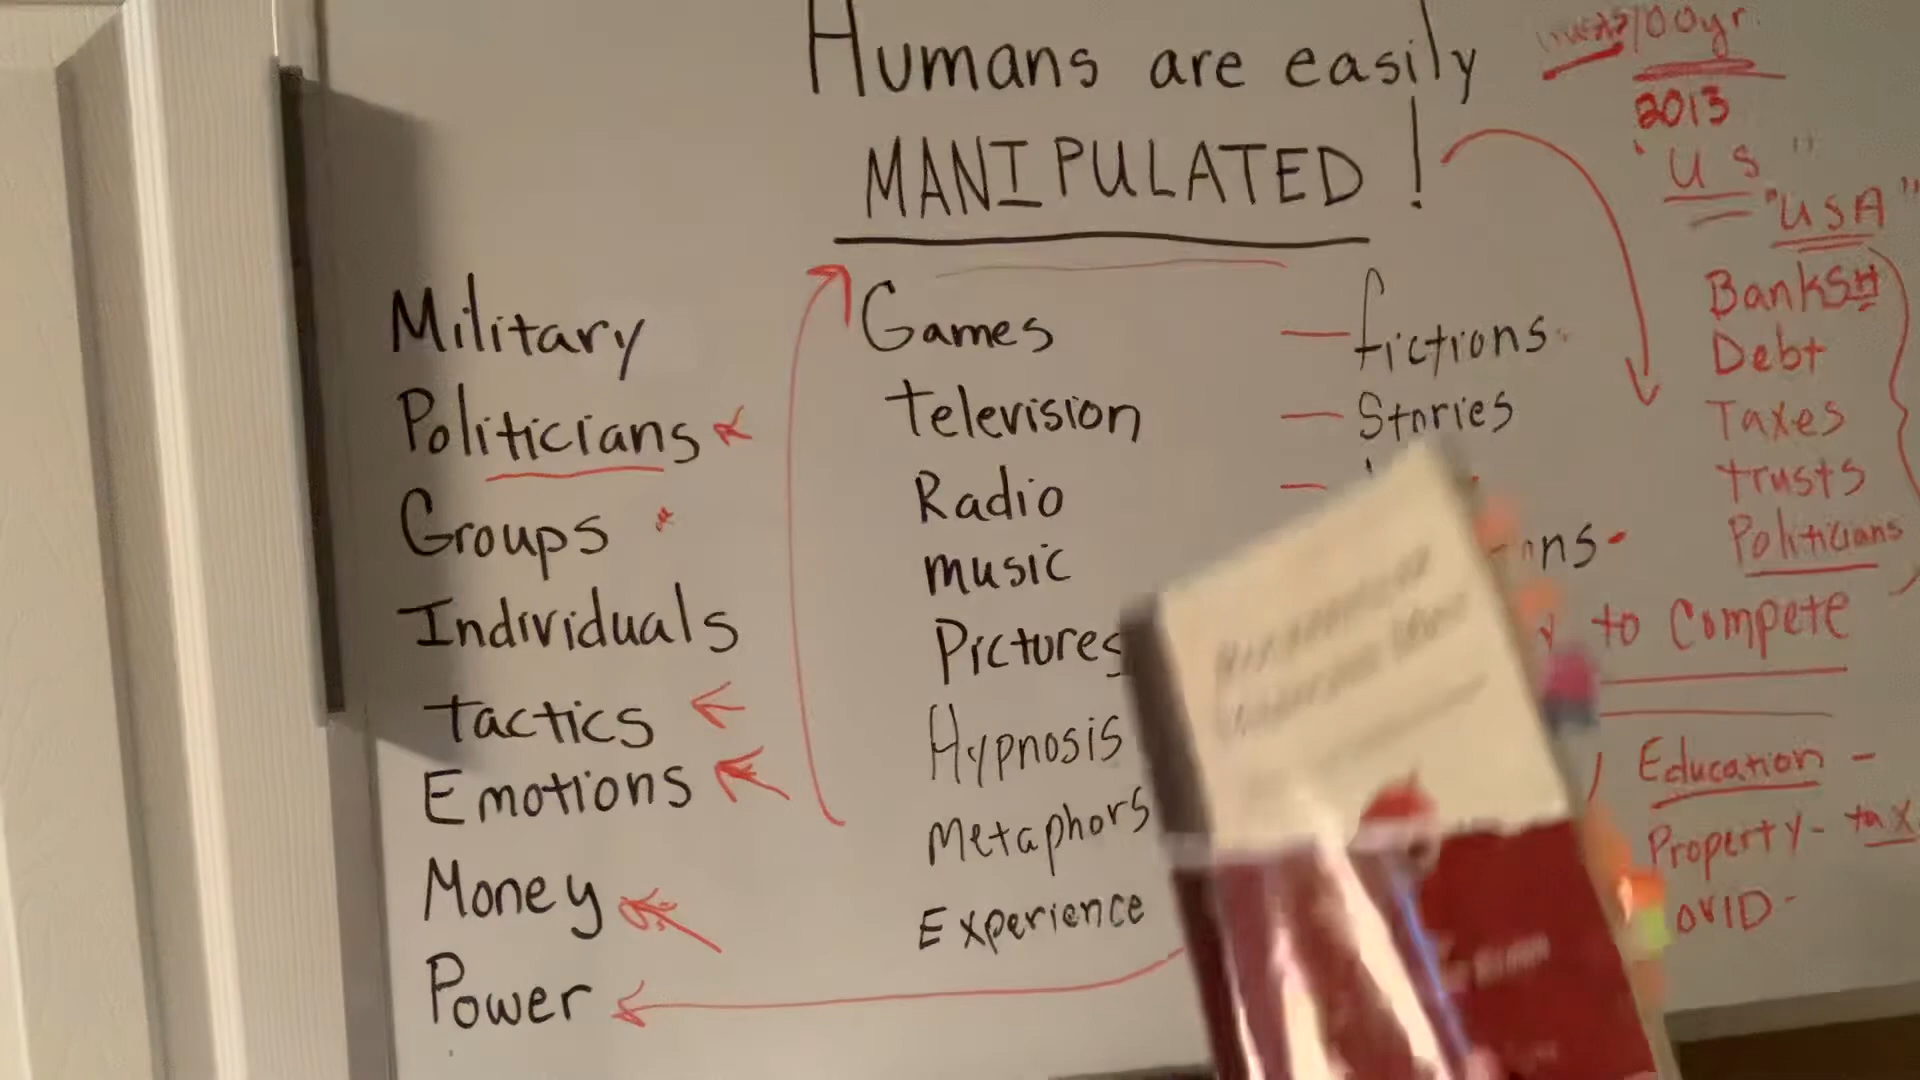 Humans are easily
MANIPULATED!
Military
Politicians
Groups
Individuals
Tactics
Emotions
Money
Power
Games
Television
Radio
music
Pictures
Hypnosis
Metaphors
Experience
— fictions
— Stories
100yr.
2013
"US"
"USA"
Banks
Debt
Taxes
Trusts
Politicians
to Compete
Education -
Property - tax